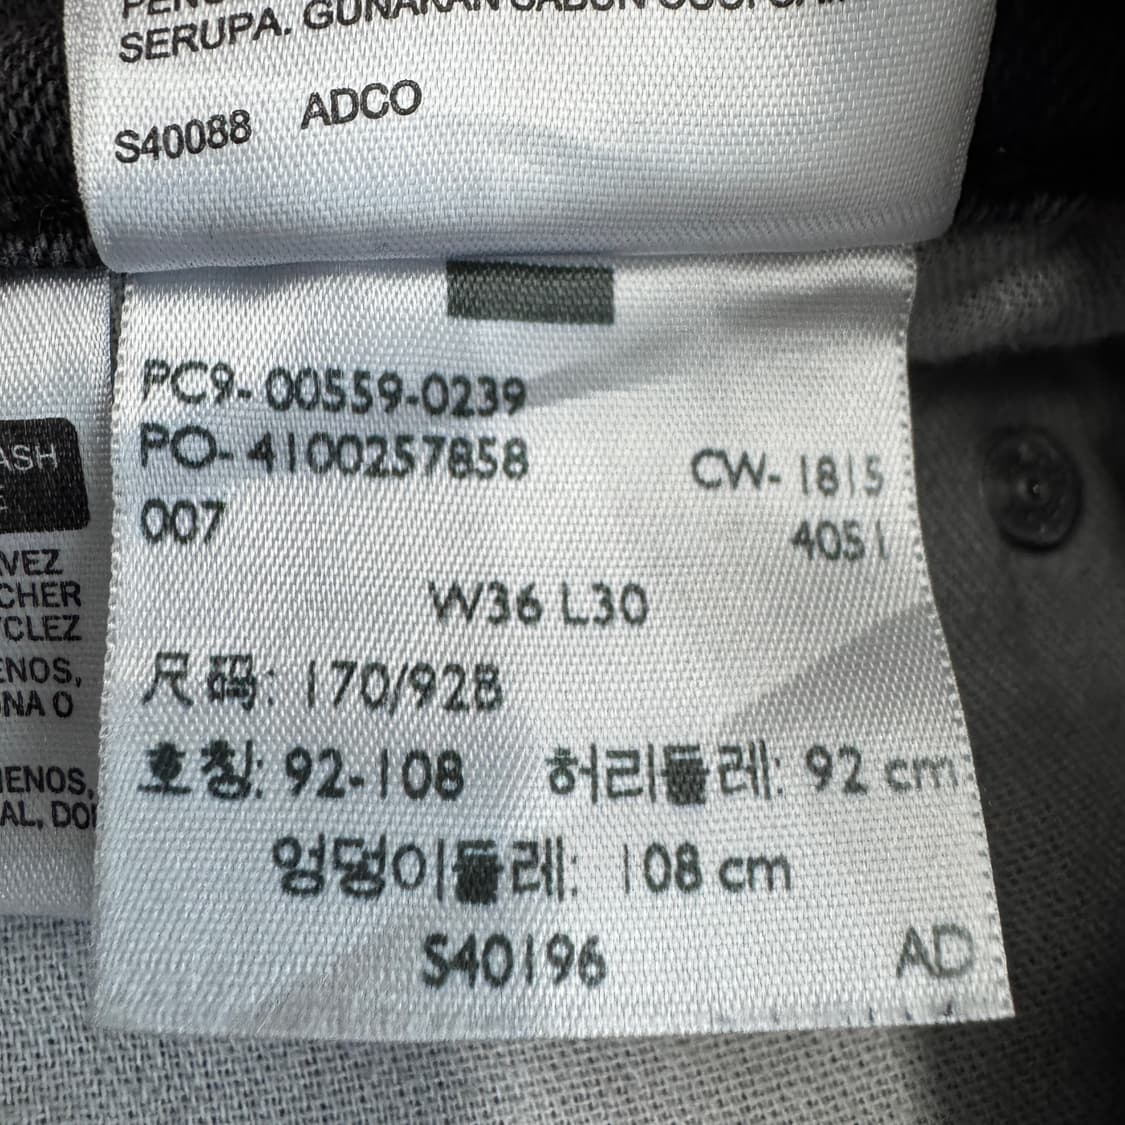 SERUPA. GUNAKAN SABUN
S40088 ADCO
PC9-00559-0239
PO-4100257858 CW-1815
007 4051
W36 L30
尺码: 170/92B
호칭: 92-108 허리둘레: 92 cm
엉덩이둘레: 108 cm
S40196 AD
ASH
VEZ
CHER
CLEZ
ENOS,
NA O
ENOS,
AL, DO